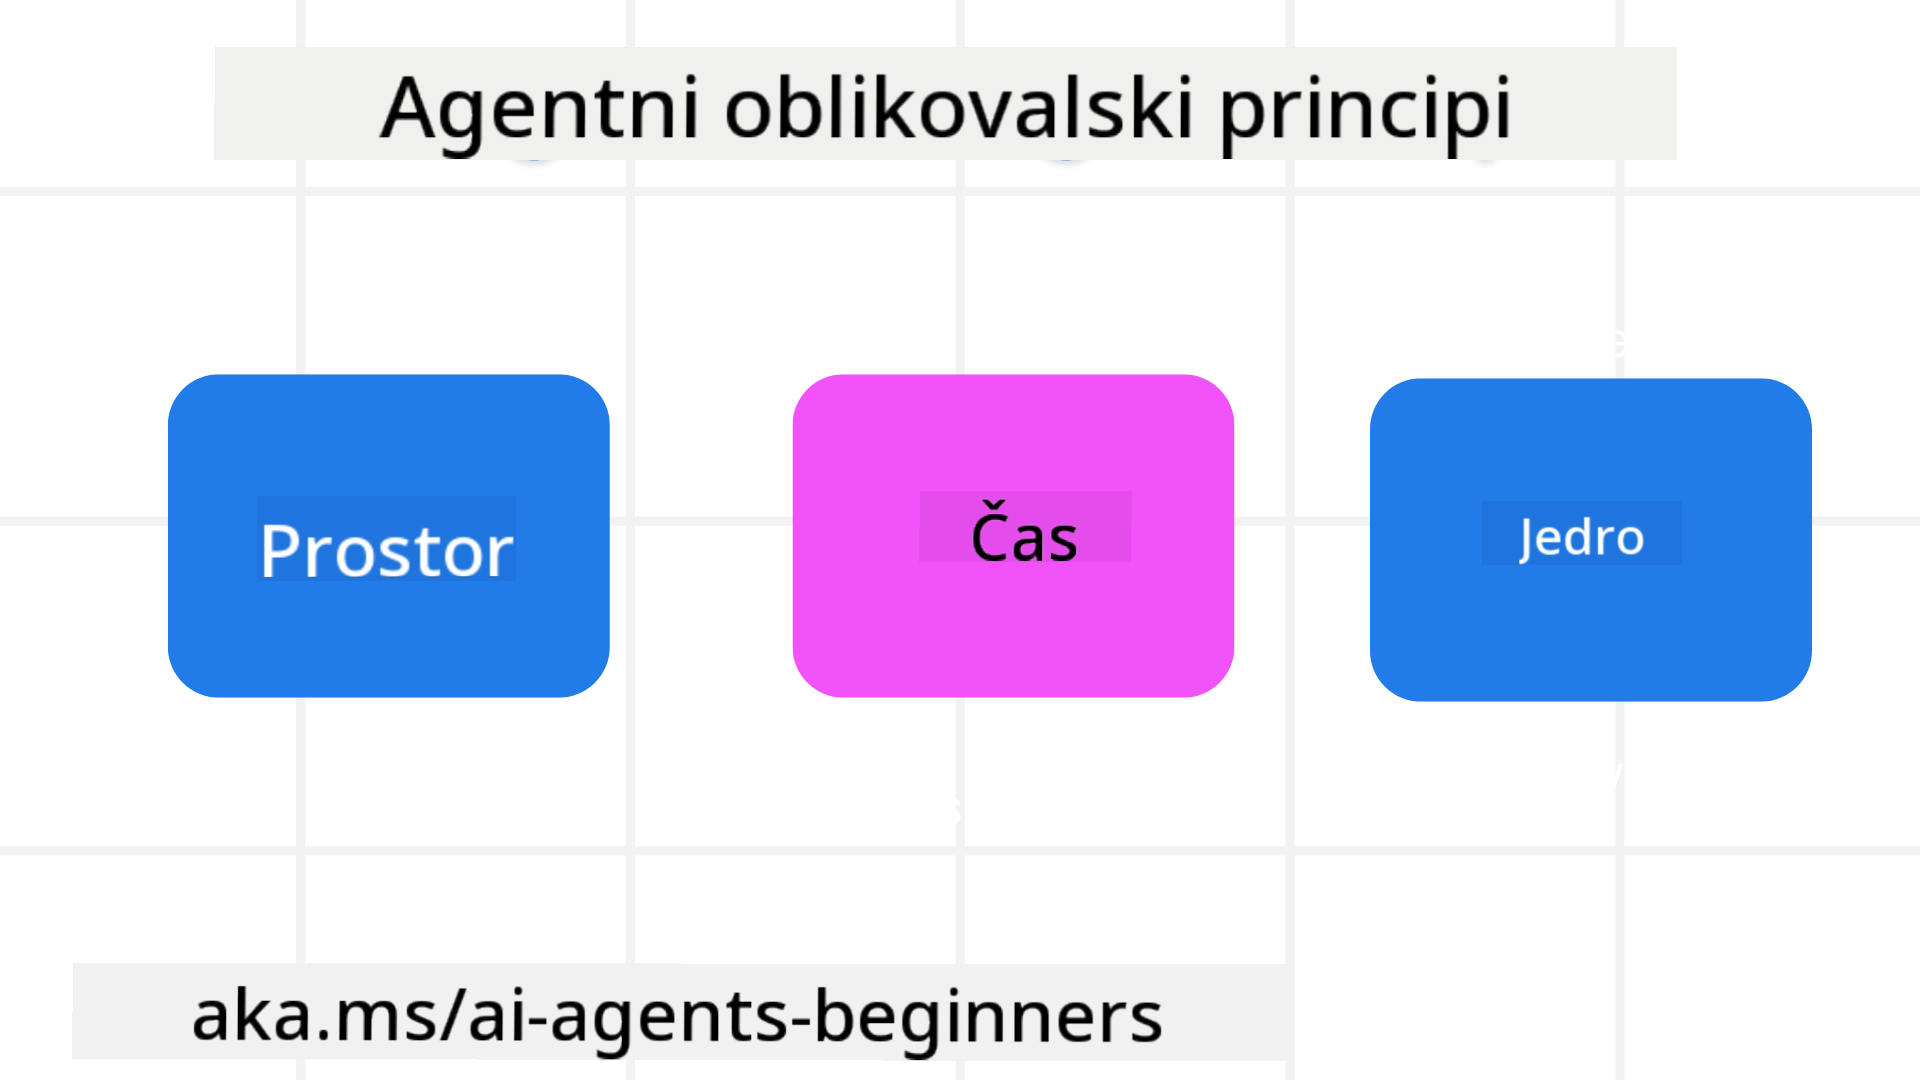 Agentni oblikovalski principi
Prostor
Čas
Jedro
aka.ms/ai-agents-beginners